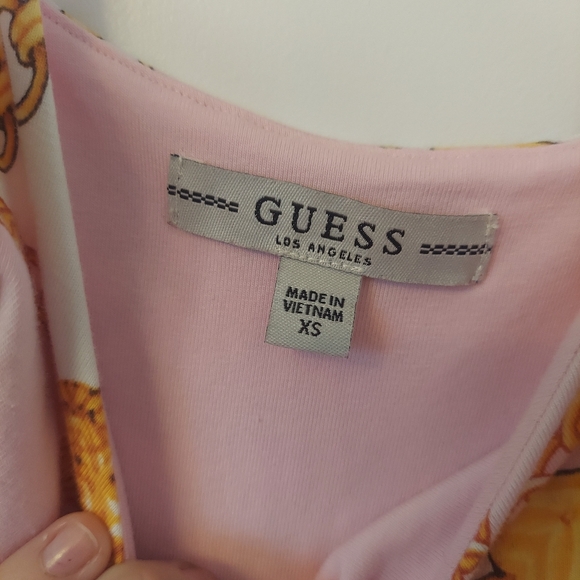 GUESS
LOS ANGELES
MADE IN
VIETNAM
XS